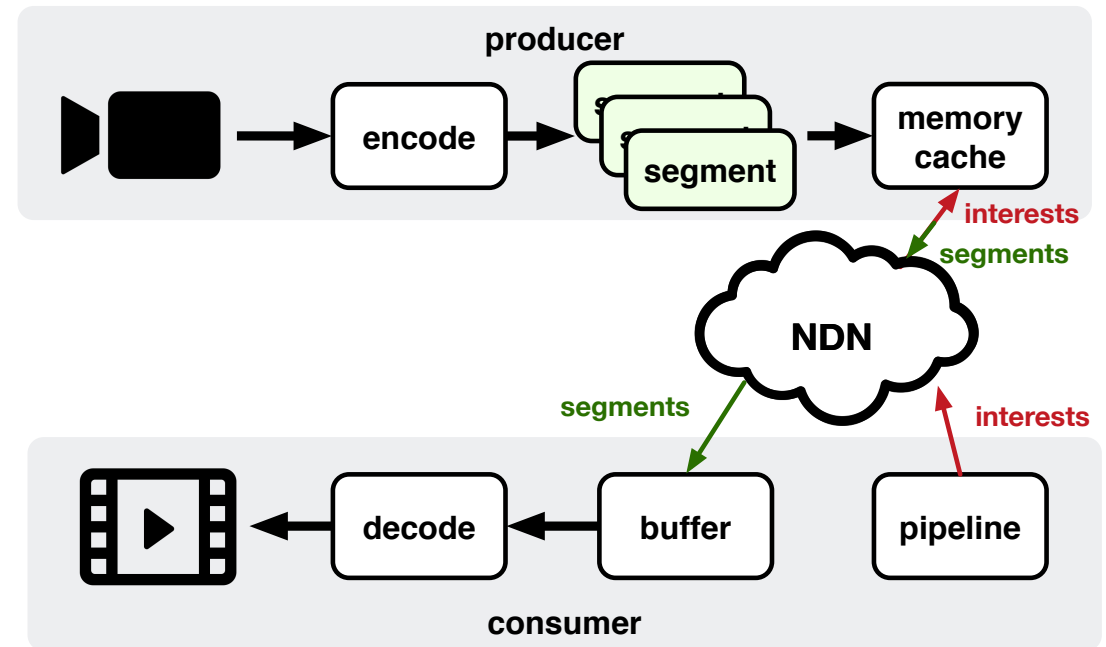 producer
encode
segment
memory
cache
interests
segments
NDN
segments
interests
decode
buffer
pipeline
consumer